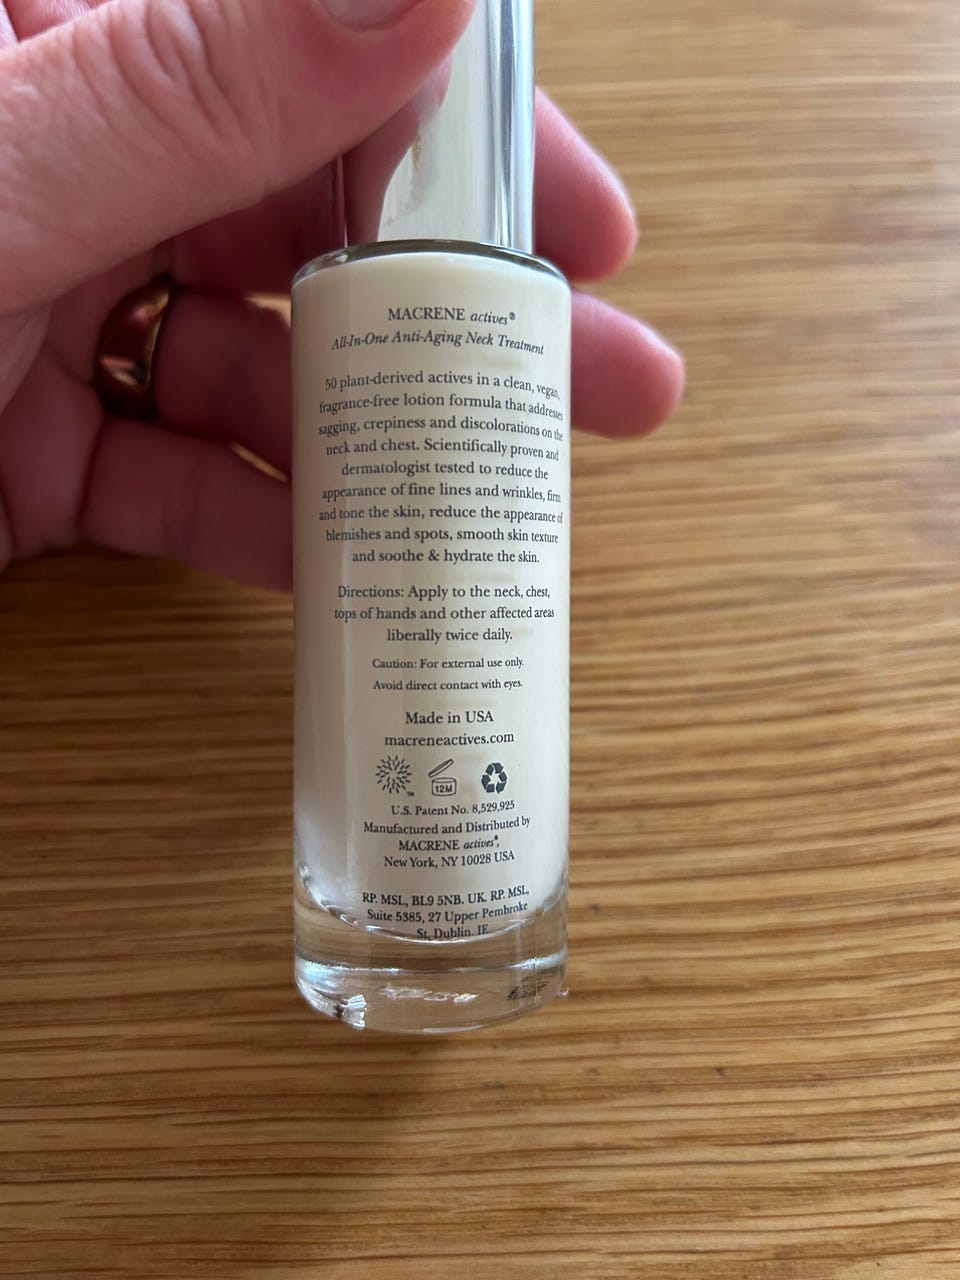 MACRENE actives®
All-In-One Anti-Aging Neck Treatment
50 plant-derived actives in a clean, vegan,
fragrance-free lotion formula that addresses
sagging, crepiness and discolorations on the
neck and chest. Scientifically proven and
dermatologist tested to reduce the
appearance of fine lines and wrinkles, firm
and tone the skin, reduce the appearance of
blemishes and spots, smooth skin texture
and soothe & hydrate the skin.
Directions: Apply to the neck, chest,
tops of hands and other affected areas
liberally twice daily.
Caution: For external use only.
Avoid direct contact with eyes.
Made in USA
macreneactives.com
TM 12M
U.S. Patent No. 8,529,925
Manufactured and Distributed by
MACRENE actives®,
New York, NY 10028 USA
RP. MSL, BL9 5NB. UK. RP. MSL,
Suite 5385, 27 Upper Pembroke
St, Dublin. IE